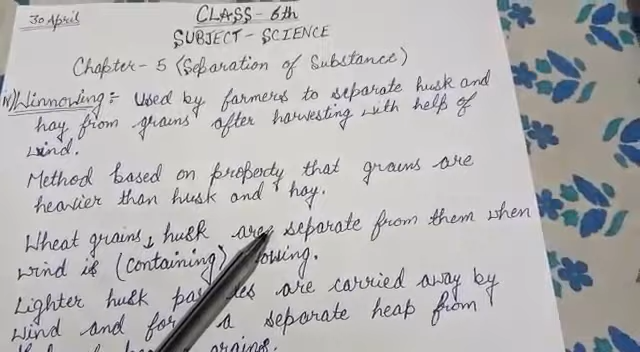 30 April
CLASS - 6th
SUBJECT - SCIENCE
Chapter - 5 (Separation of Substance)
iv) Winnowing :- Used by farmers to separate husk and
hay from grains after harvesting with help of
wind.
Method based on property that grains are
heavier than husk and hay.
Wheat grains, husk are separate from them when
wind is (containing) blowing.
Lighter husk are carried away by
wind and a separate heap from
grains.